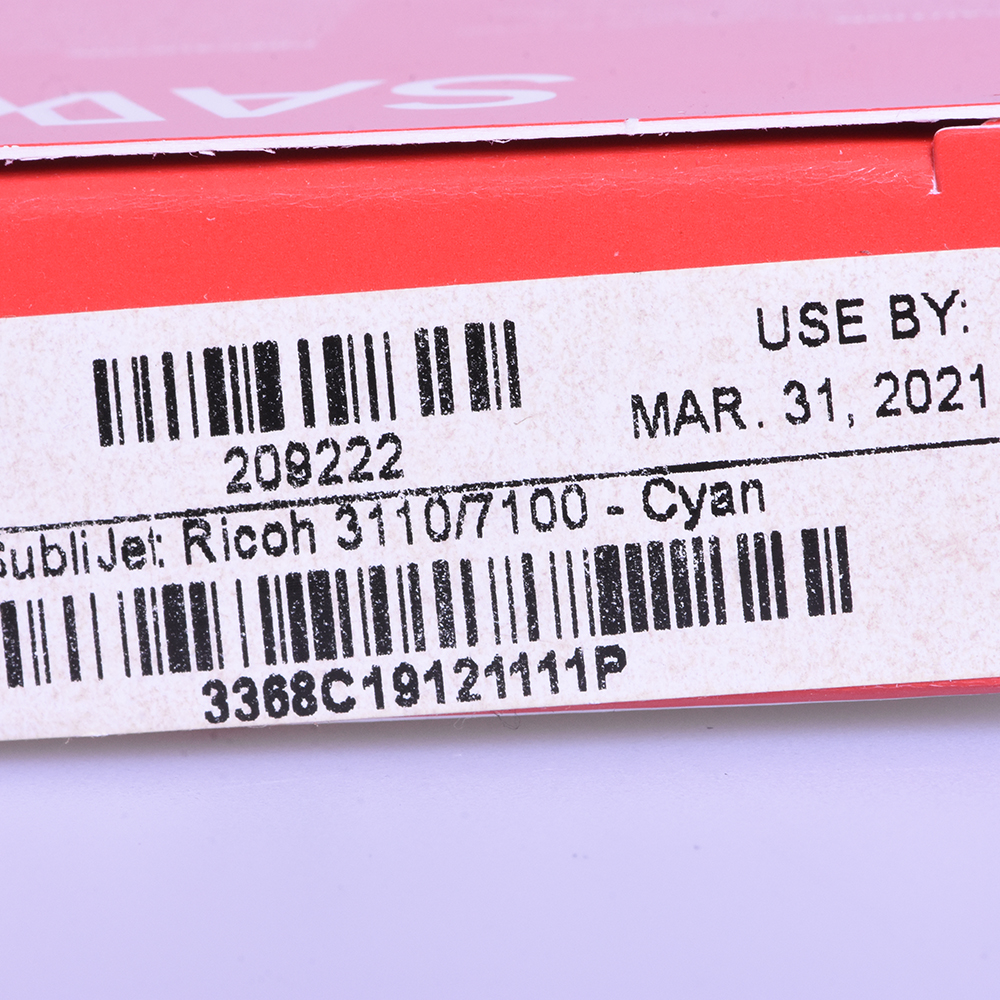 USE BY:
MAR. 31, 2021
209222
SubliJet Ricoh 3110/7100 - Cyan
3368C19121111P